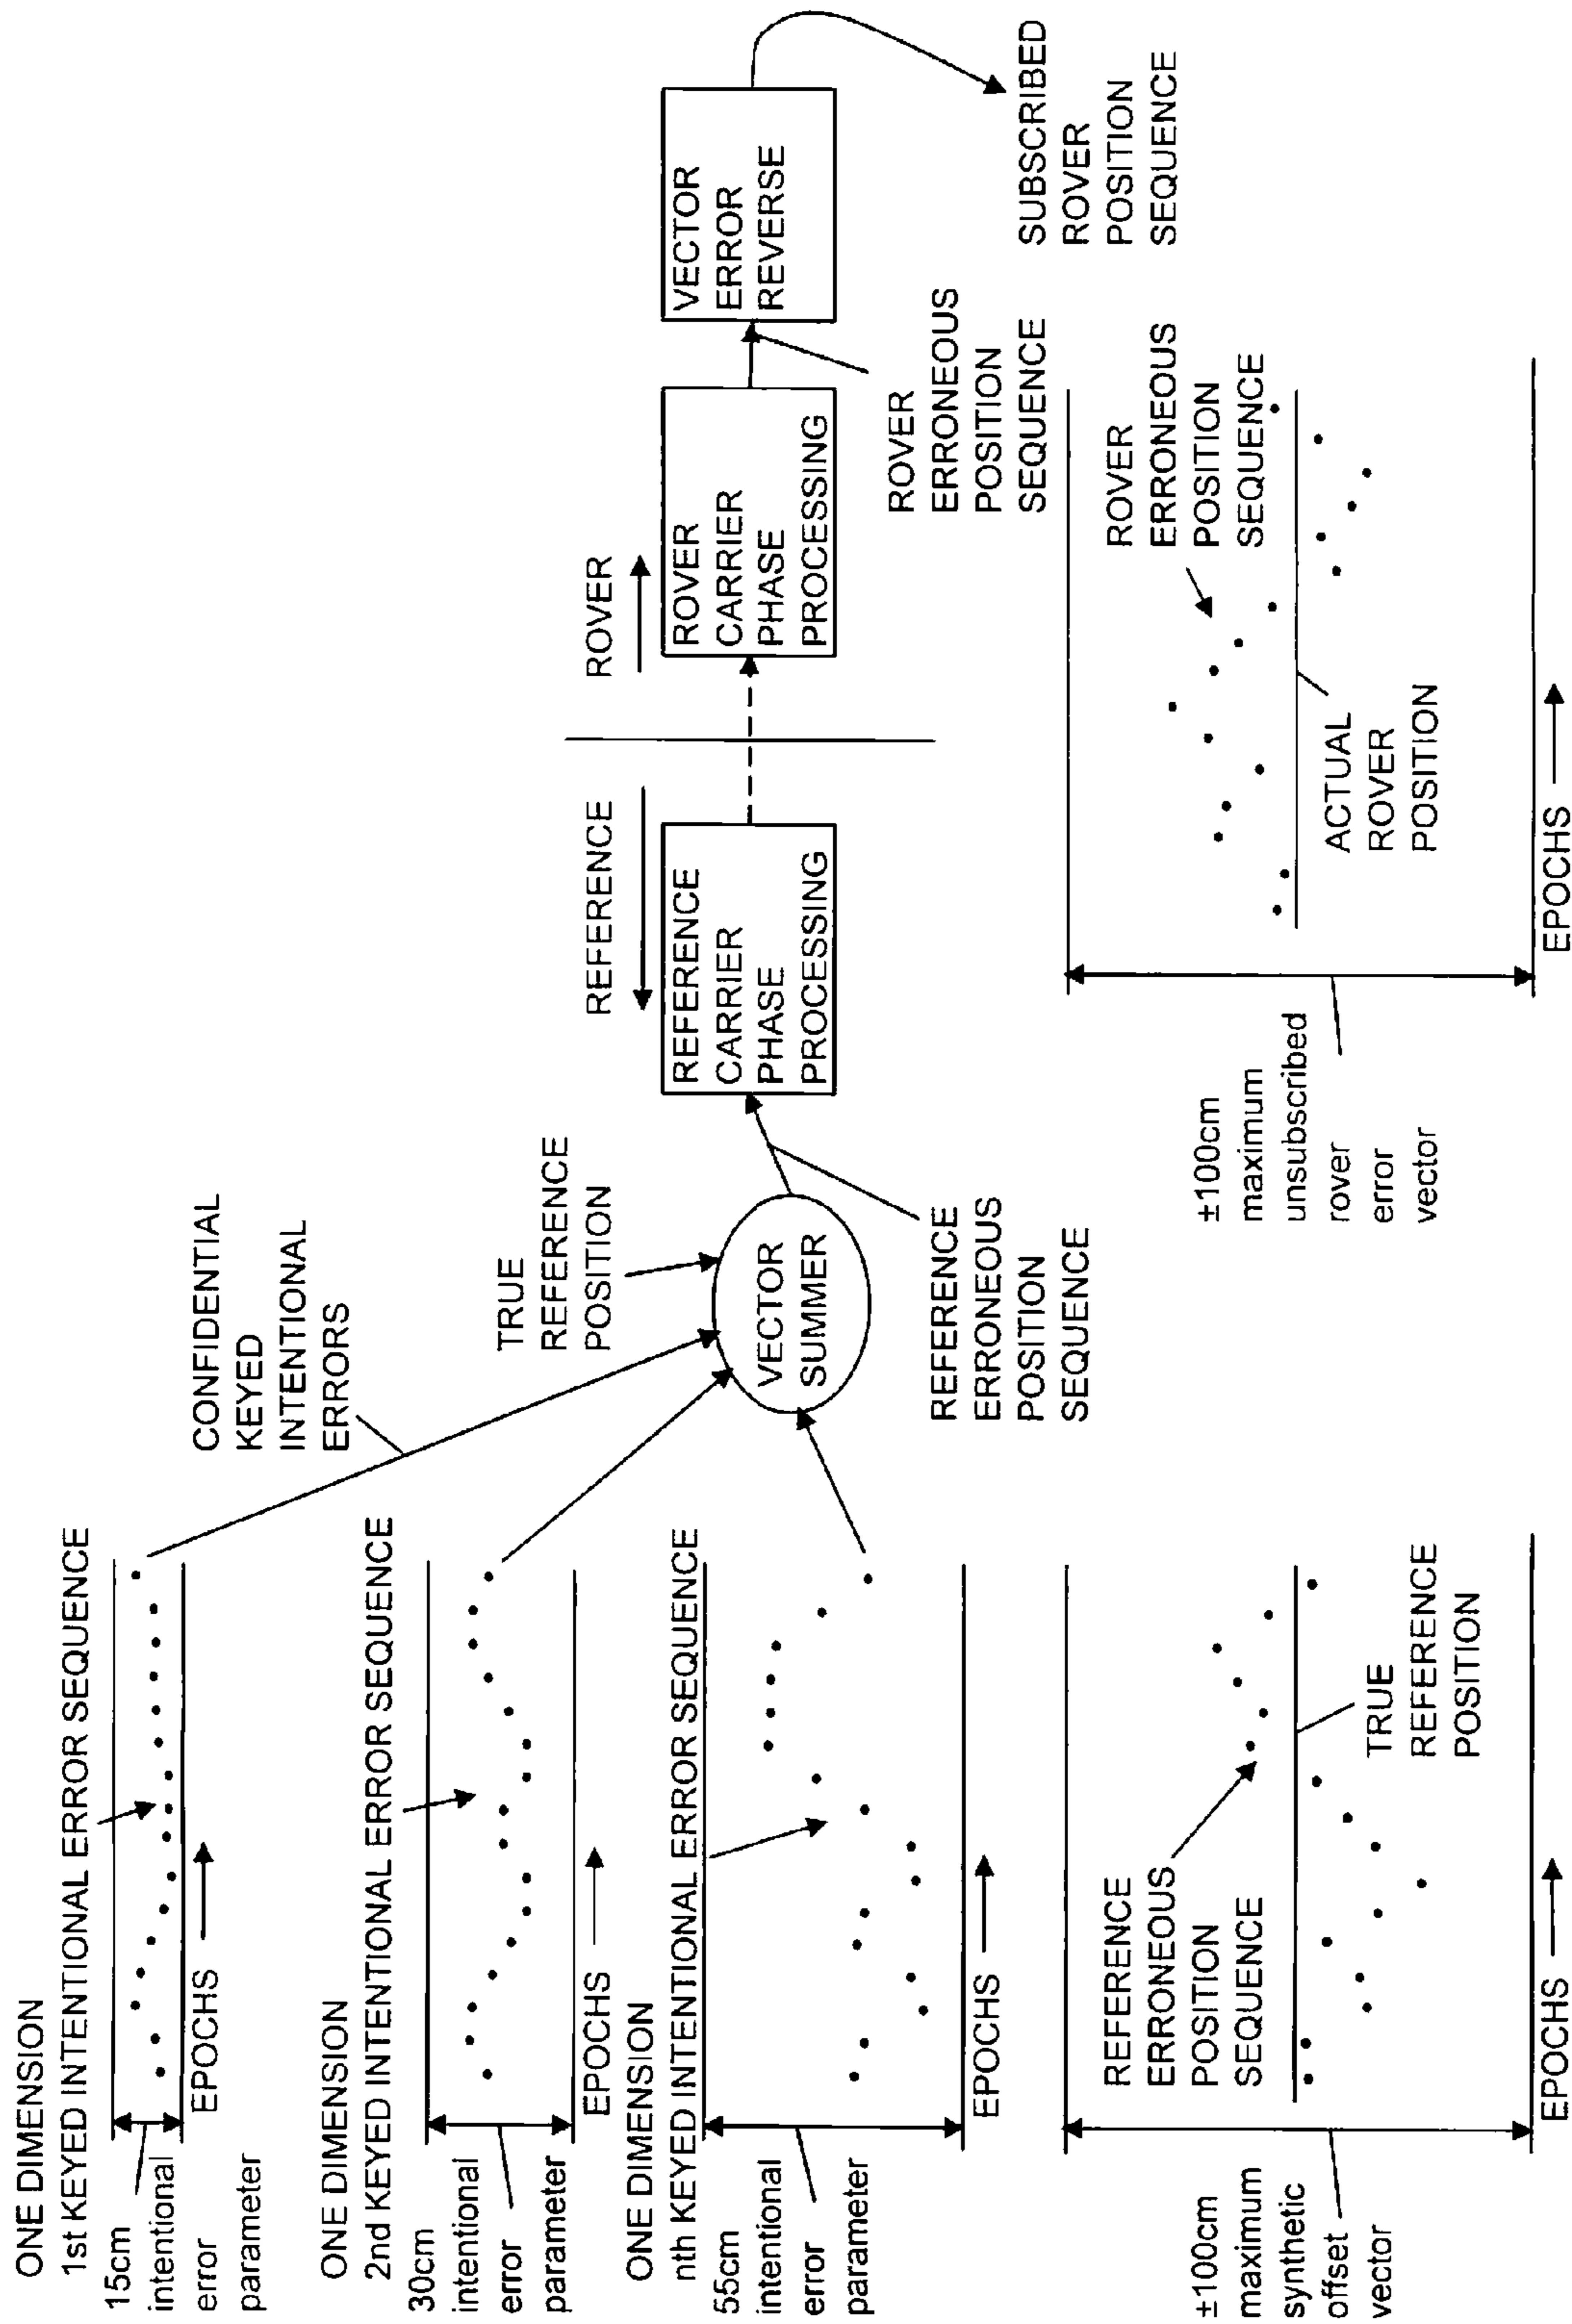 ONE DIMENSION
1st KEYED INTENTIONAL ERROR SEQUENCE
15cm
intentional
error
parameter
EPOCHS
CONFIDENTIAL
KEYED
INTENTIONAL
ERRORS
ONE DIMENSION
2nd KEYED INTENTIONAL ERROR SEQUENCE
30cm
intentional
error
parameter
EPOCHS
ONE DIMENSION
nth KEYED INTENTIONAL ERROR SEQUENCE
55cm
intentional
error
parameter
EPOCHS
TRUE
REFERENCE
POSITION
VECTOR
SUMMER
REFERENCE
ERRONEOUS
POSITION
SEQUENCE
REFERENCE
ROVER
REFERENCE
CARRIER
PHASE
PROCESSING
ROVER
CARRIER
PHASE
PROCESSING
VECTOR
ERROR
REVERSE
ROVER
ERRONEOUS
POSITION
SEQUENCE
SUBSCRIBED
ROVER
POSITION
SEQUENCE
±100cm
maximum
synthetic
offset
vector
REFERENCE
ERRONEOUS
POSITION
SEQUENCE
TRUE
REFERENCE
POSITION
EPOCHS
±100cm
maximum
unsubscribed
rover
error
vector
ROVER
ERRONEOUS
POSITION
SEQUENCE
ACTUAL
ROVER
POSITION
EPOCHS